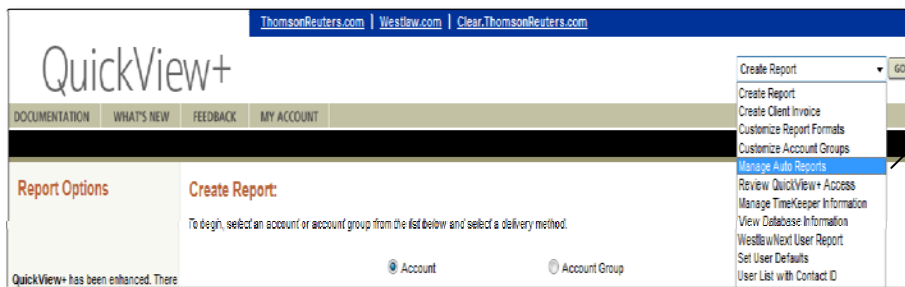 ThomsonReuters.com | Westlaw.com | Clear.ThomsonReuters.com
QuickView+
Create Report
GO
DOCUMENTATION WHAT'S NEW FEEDBACK MY ACCOUNT
Create Report
Create Client Invoice
Customize Report Formats
Customize Account Groups
Manage Auto Reports
Review QuickView+ Access
Manage TimeKeeper Information
View Database Information
WestlawNext User Report
Set User Defaults
User List with Contact ID
Report Options
Create Report:
To begin, select an account or account group from the list below and select a delivery method.
Account Account Group
QuickView+ has been enhanced. There